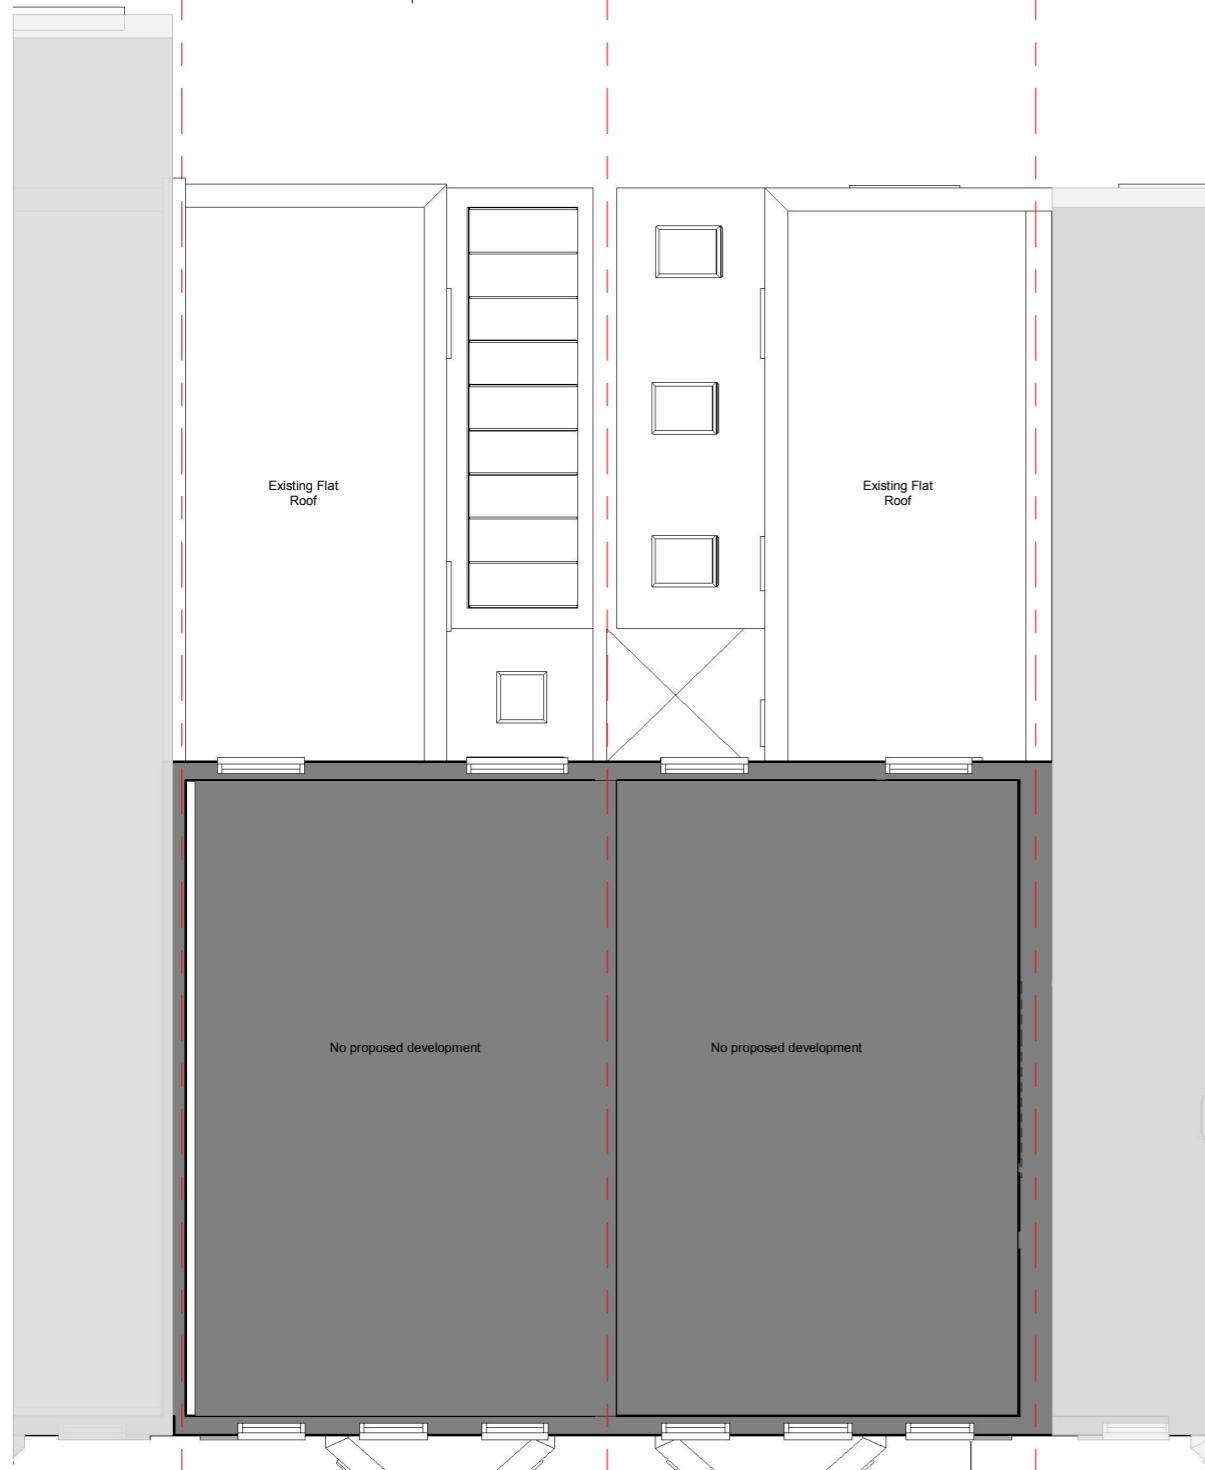 Existing Flat
Roof
Existing Flat
Roof
No proposed development
No proposed development